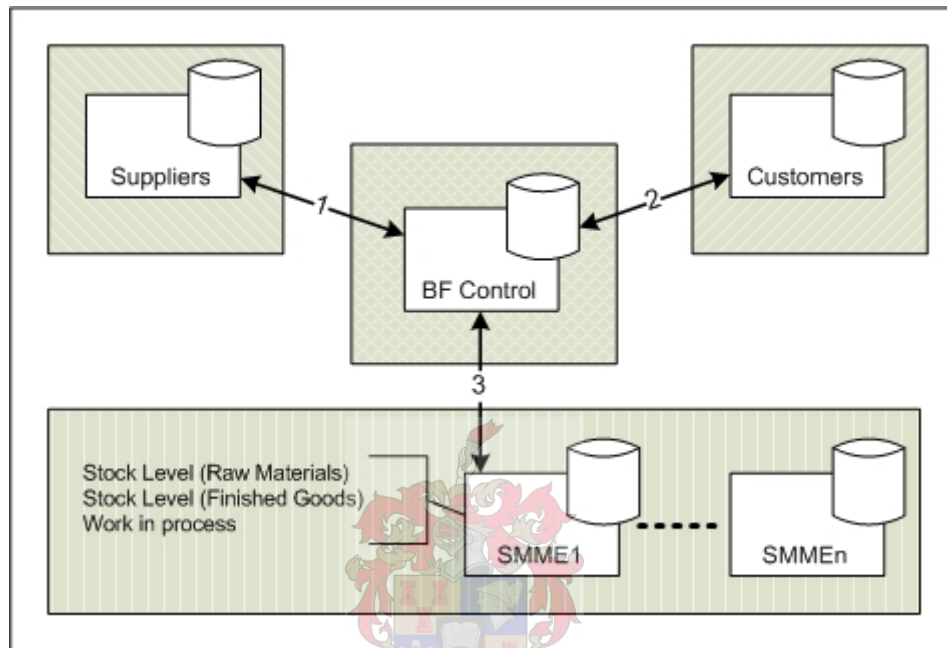 Suppliers
Customers
1
2
BF Control
3
Stock Level (Raw Materials)
Stock Level (Finished Goods)
Work in process
SMME1
SMMEn